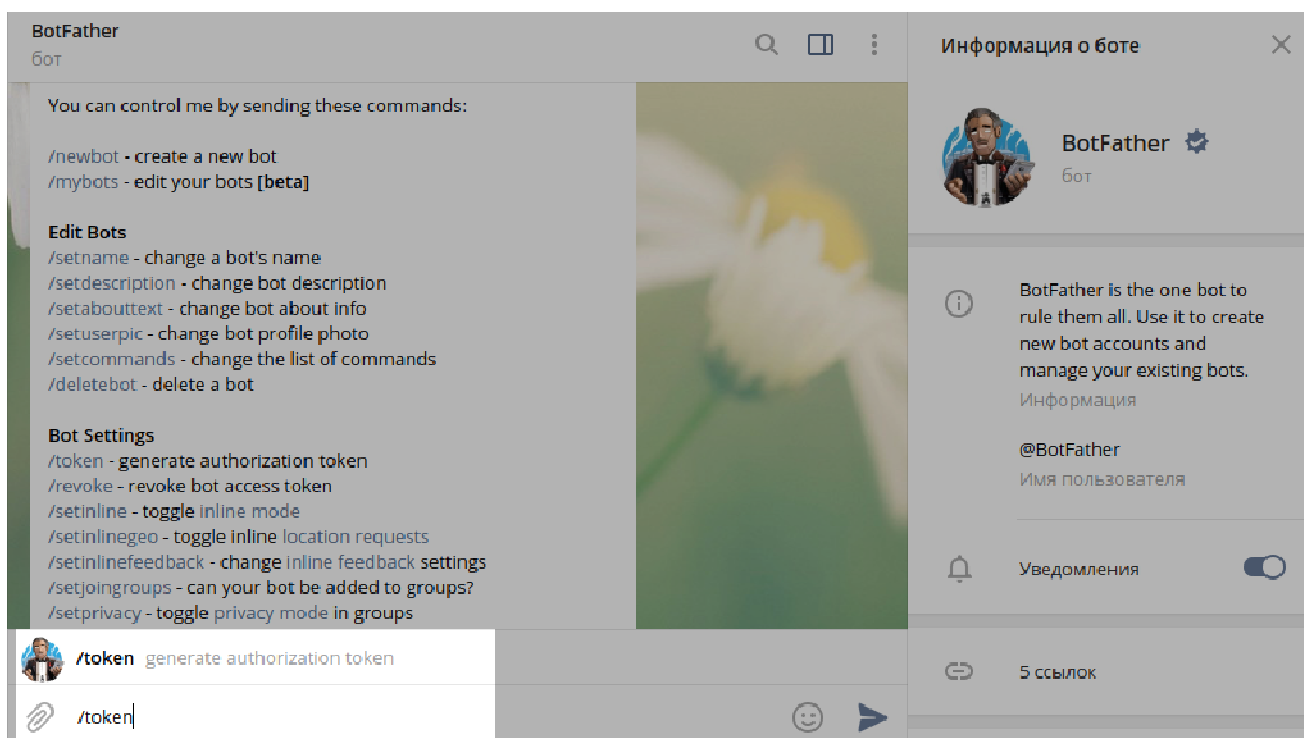 BotFather
бот
You can control me by sending these commands:
/newbot - create a new bot
/mybots - edit your bots [beta]
Edit Bots
/setname - change a bot's name
/setdescription - change bot description
/setabouttext - change bot about info
/setuserpic - change bot profile photo
/setcommands - change the list of commands
/deletebot - delete a bot
Bot Settings
/token - generate authorization token
/revoke - revoke bot access token
/setinline - toggle inline mode
/setinlinegeo - toggle inline location requests
/setinlinefeedback - change inline feedback settings
/setjoingroups - can your bot be added to groups?
/setprivacy - toggle privacy mode in groups
/token generate authorization token
/token
Информация о боте
BotFather
бот
BotFather is the one bot to
rule them all. Use it to create
new bot accounts and
manage your existing bots.
Информация
@BotFather
Имя пользователя
Уведомления
5 ссылок